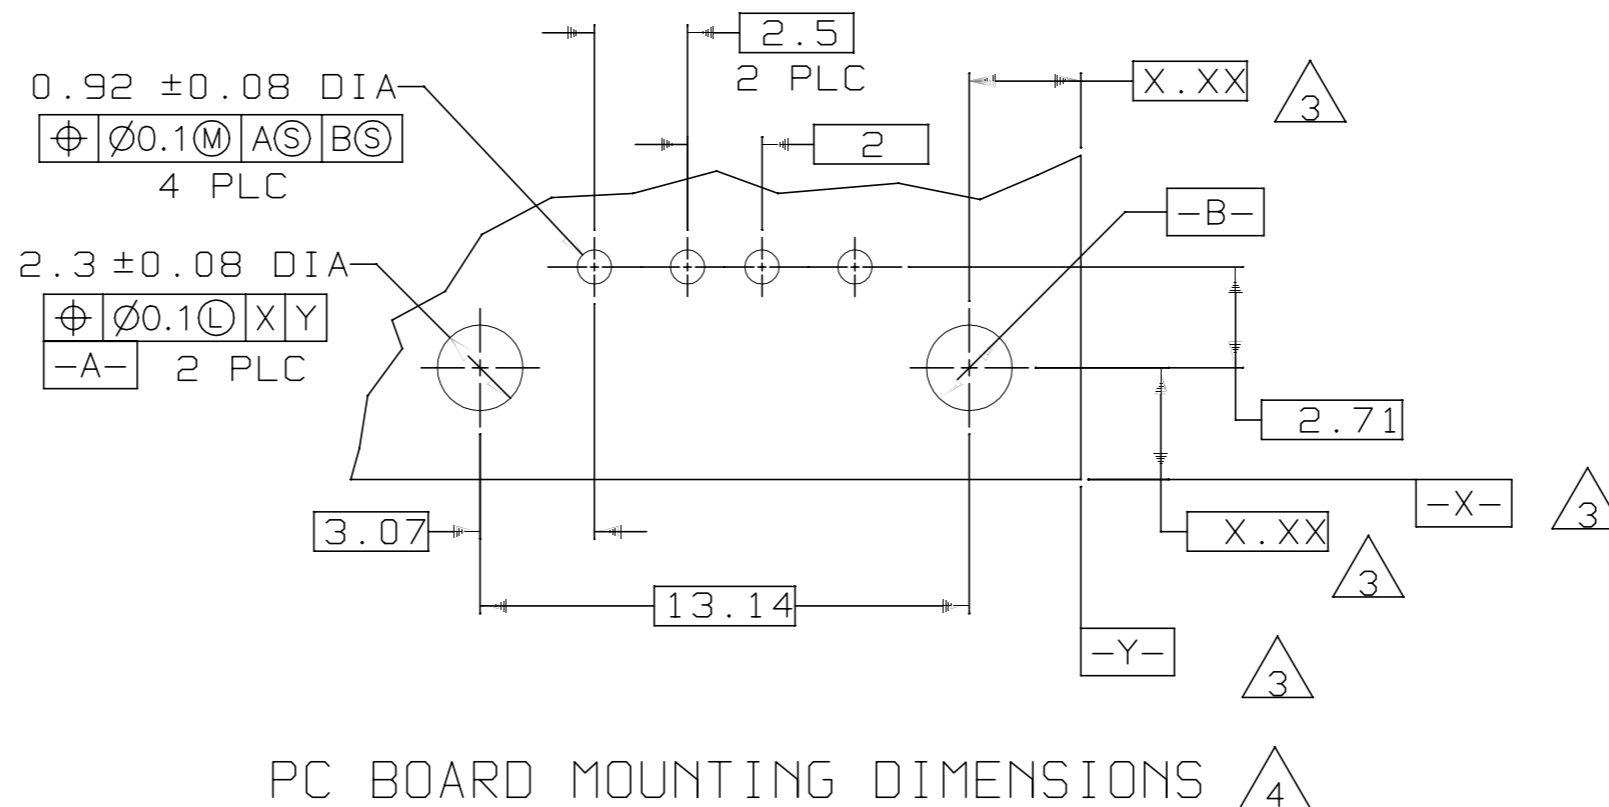 2.5
2 PLC
0.92 ±0.08 DIA
⌖ Ø0.1Ⓜ AⓈ BⓈ
4 PLC
X.XX
3
2
-B-
2.3 ±0.08 DIA
⌖ Ø0.1Ⓛ X Y
-A- 2 PLC
2.71
-X-
3
3.07
X.XX
3
13.14
-Y-
3
PC BOARD MOUNTING DIMENSIONS
4